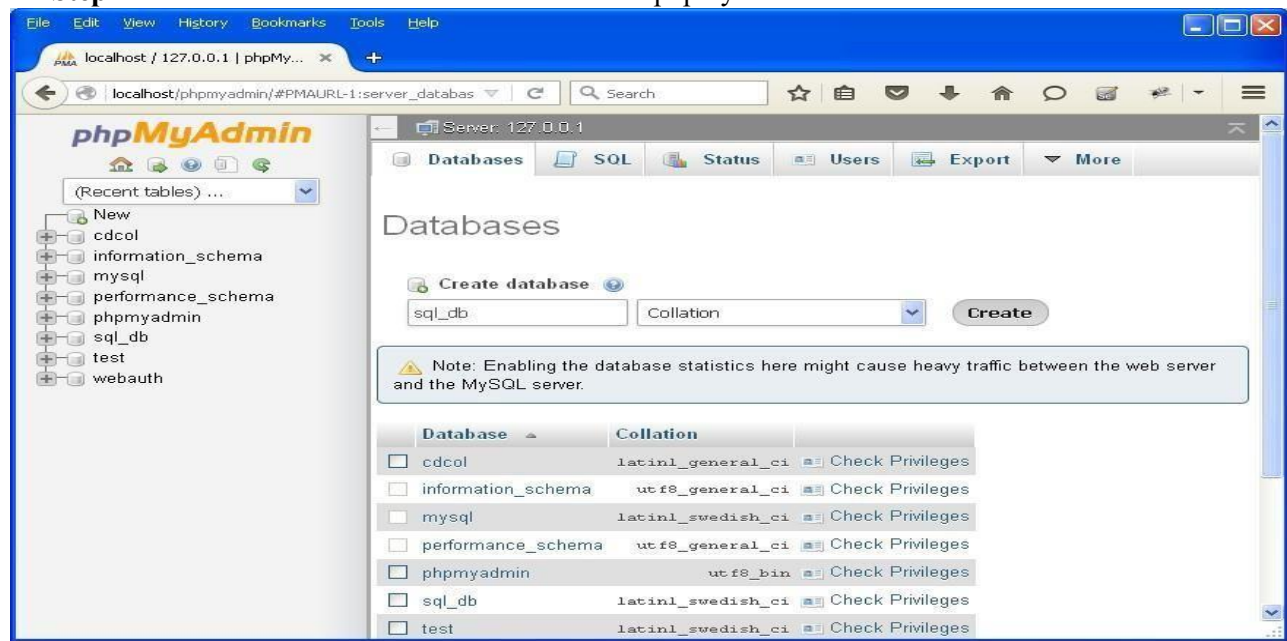 File Edit View History Bookmarks Tools Help
localhost / 127.0.0.1 | phpMy... ×
localhost/phpmyadmin/#PMAURL-1:server_databas
Search
phpMyAdmin
(Recent tables) ...
New
cdcol
information_schema
mysql
performance_schema
phpmyadmin
sql_db
test
webauth
Server: 127.0.0.1
Databases SQL Status Users Export More
Databases
Create database
sql_db Collation Create
Note: Enabling the database statistics here might cause heavy traffic between the web server
and the MySQL server.
Database Collation
cdcol latin1_general_ci Check Privileges
information_schema utf8_general_ci Check Privileges
mysql latin1_swedish_ci Check Privileges
performance_schema utf8_general_ci Check Privileges
phpmyadmin utf8_bin Check Privileges
sql_db latin1_swedish_ci Check Privileges
test latin1_swedish_ci Check Privileges